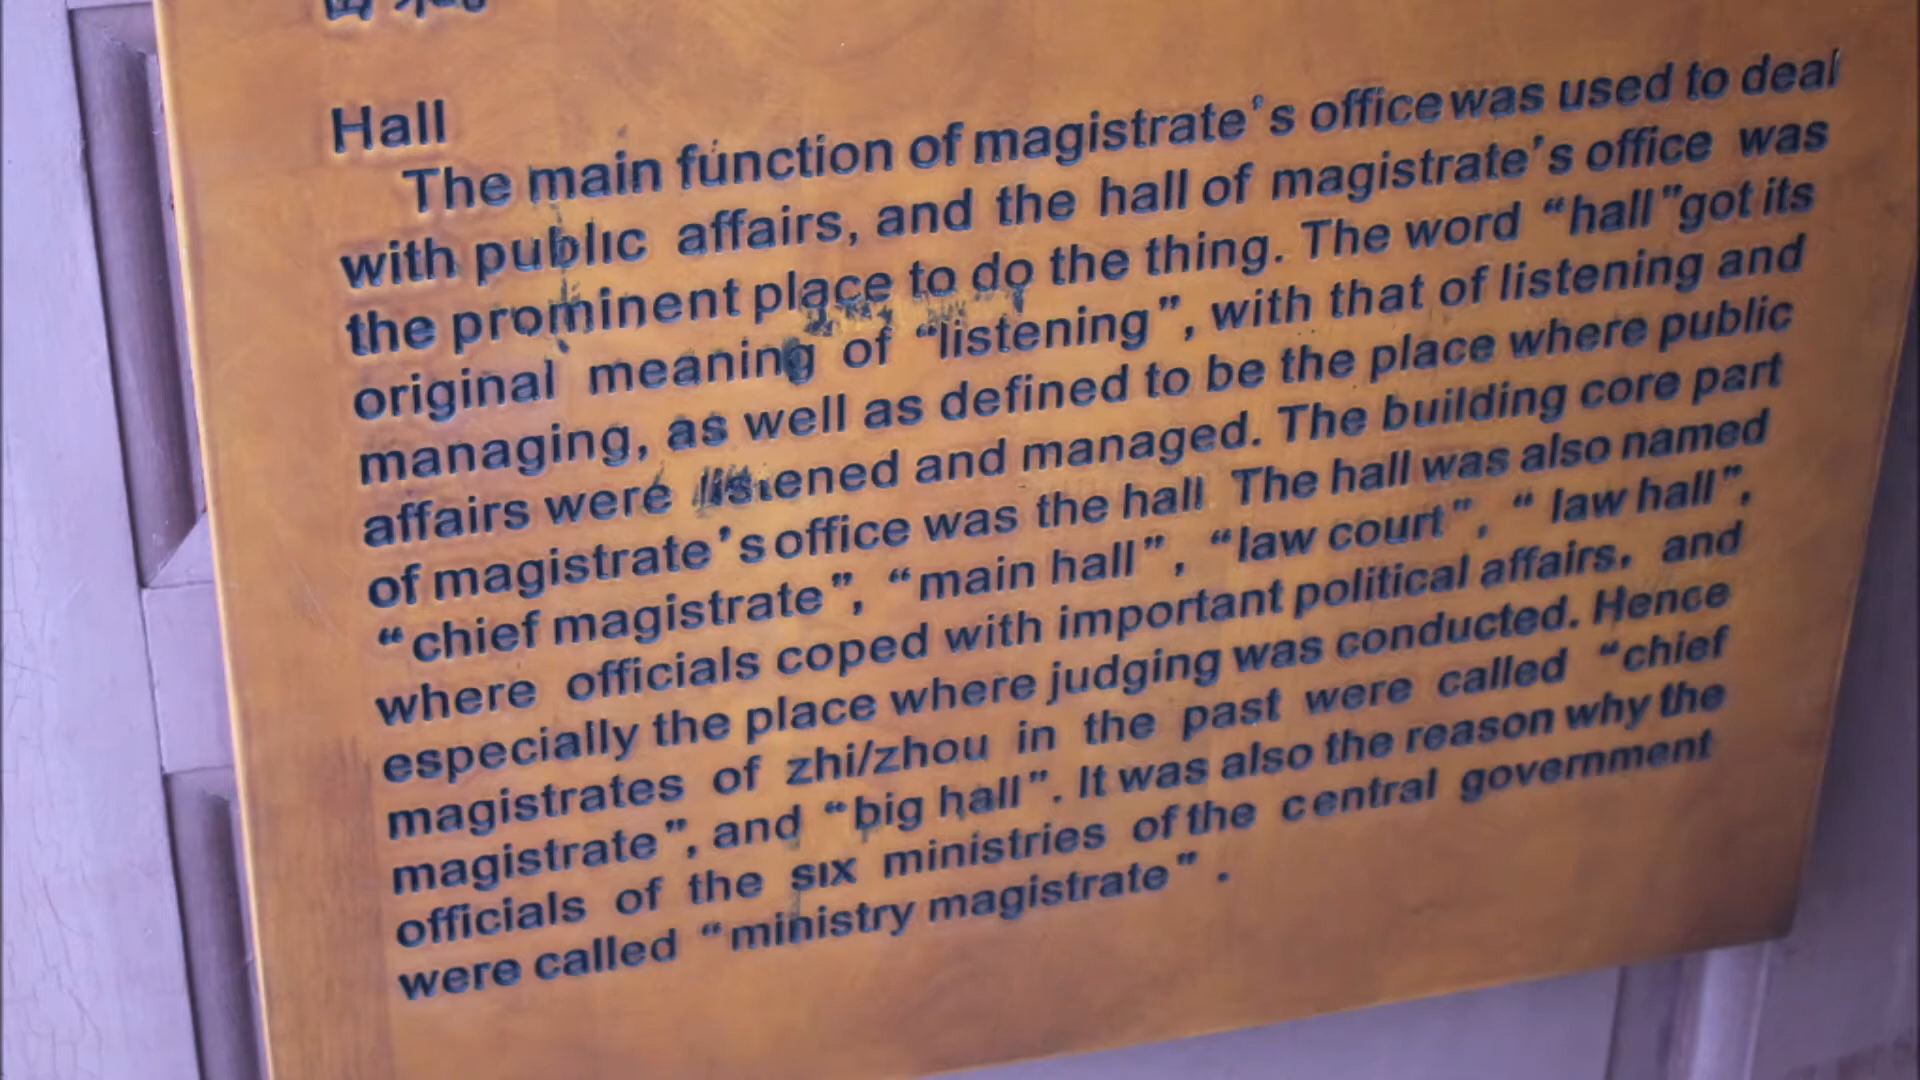 Hall
The main function of magistrate's office was used to deal
with public affairs, and the hall of magistrate's office was
the prominent place to do the thing. The word "hall" got its
original meaning of "listening", with that of listening and
managing, as well as defined to be the place where public
affairs were listened and managed. The building core part
of magistrate's office was the hall The hall was also named
"chief magistrate", "main hall", "law court", "law hall",
where officials coped with important political affairs, and
especially the place where judging was conducted. Hence
magistrates of zhi/zhou in the past were called "chief
magistrate", and "big hall". It was also the reason why the
officials of the six ministries of the central government
were called "ministry magistrate".